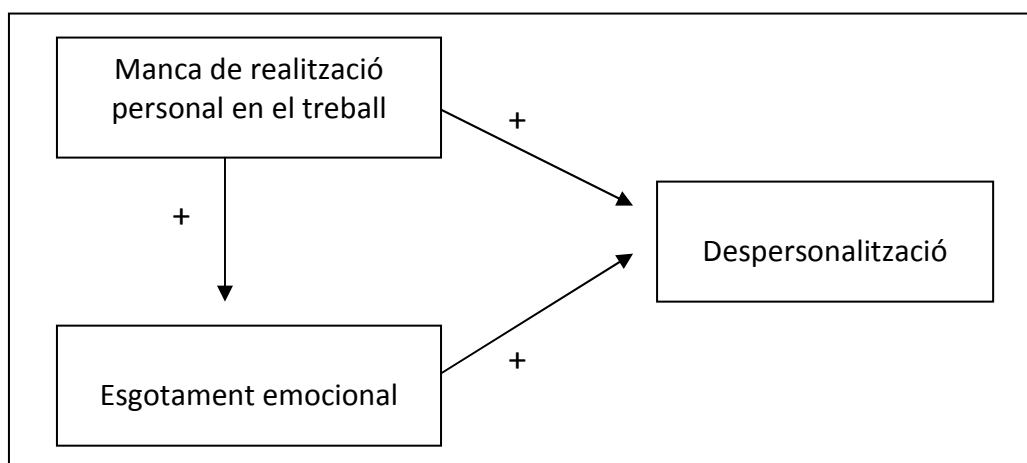 Manca de realització
personal en el treball
+
+
Despersonalització
Esgotament emocional
+